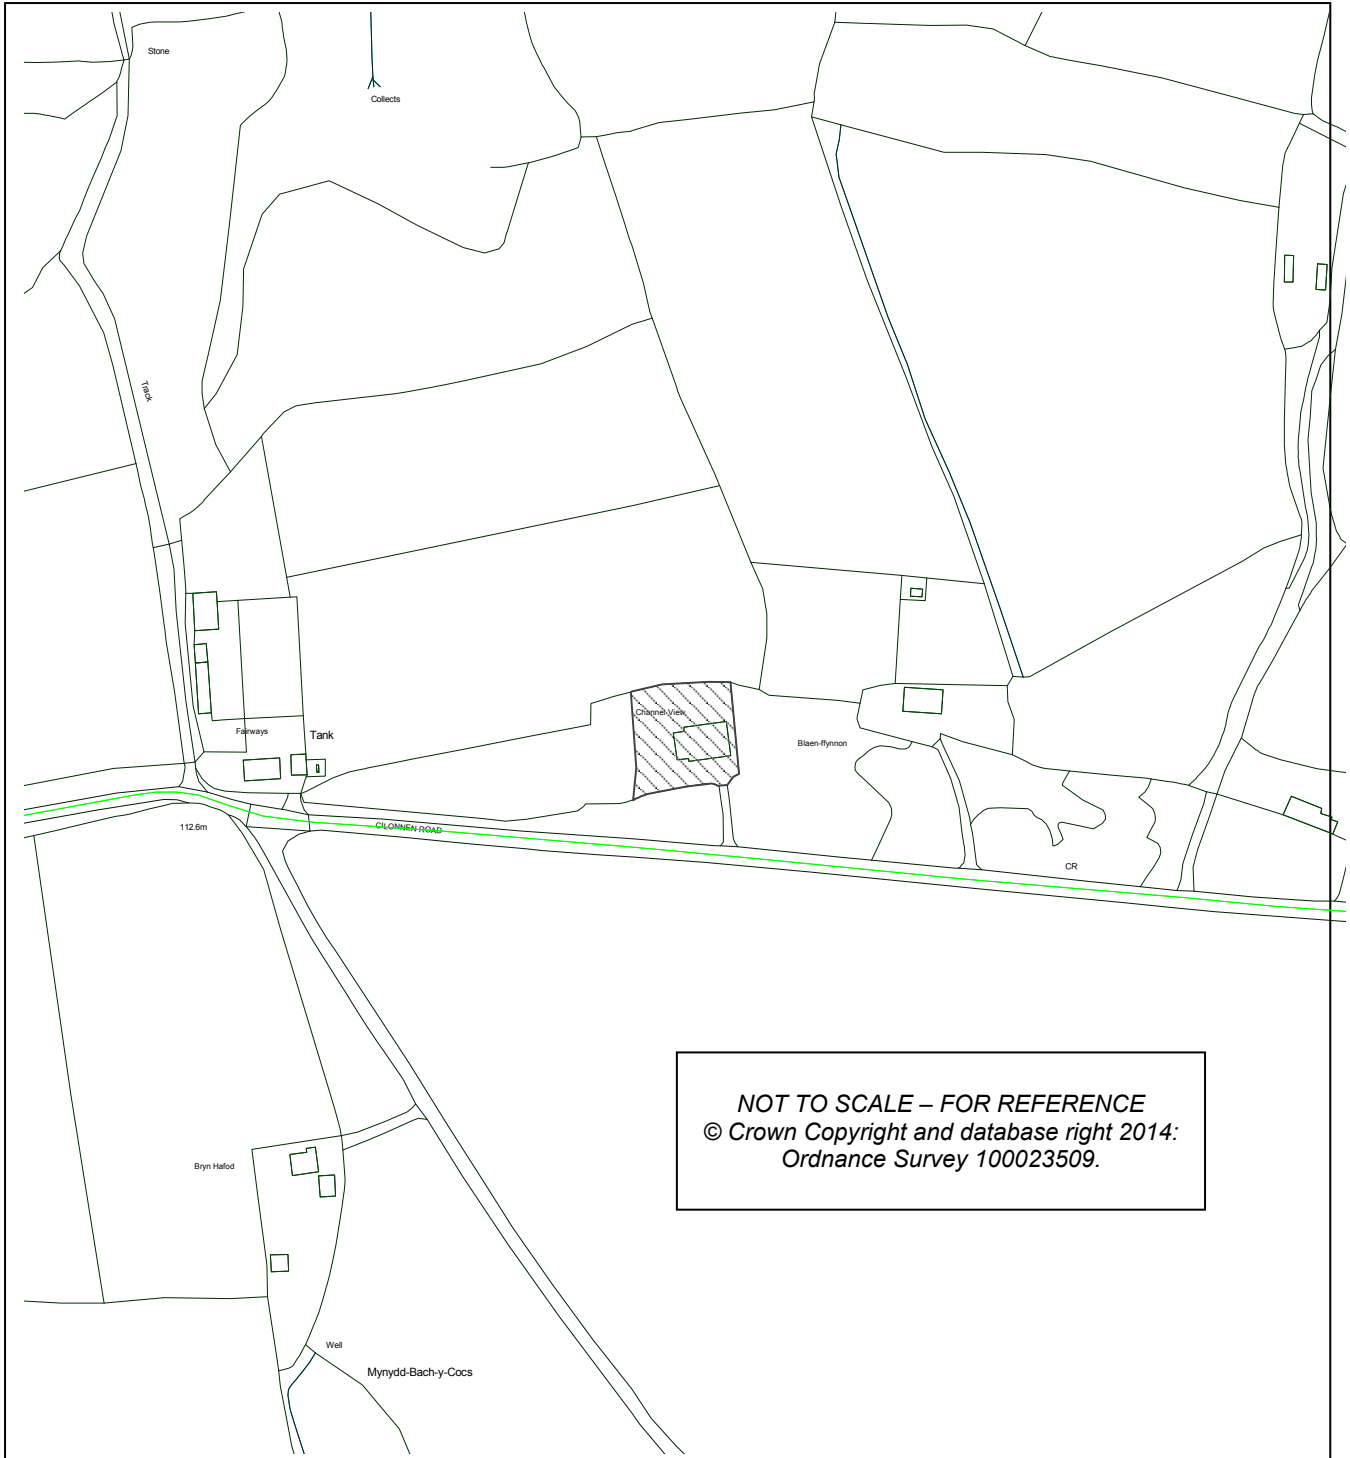 Stone
Collects
Track
Channel View
Fairways
Tank
Blaen-ffynnon
112.6m
CILONNEN ROAD
CR
NOT TO SCALE – FOR REFERENCE
© Crown Copyright and database right 2014:
Ordnance Survey 100023509.
Bryn Hafod
Well
Mynydd-Bach-y-Cocs